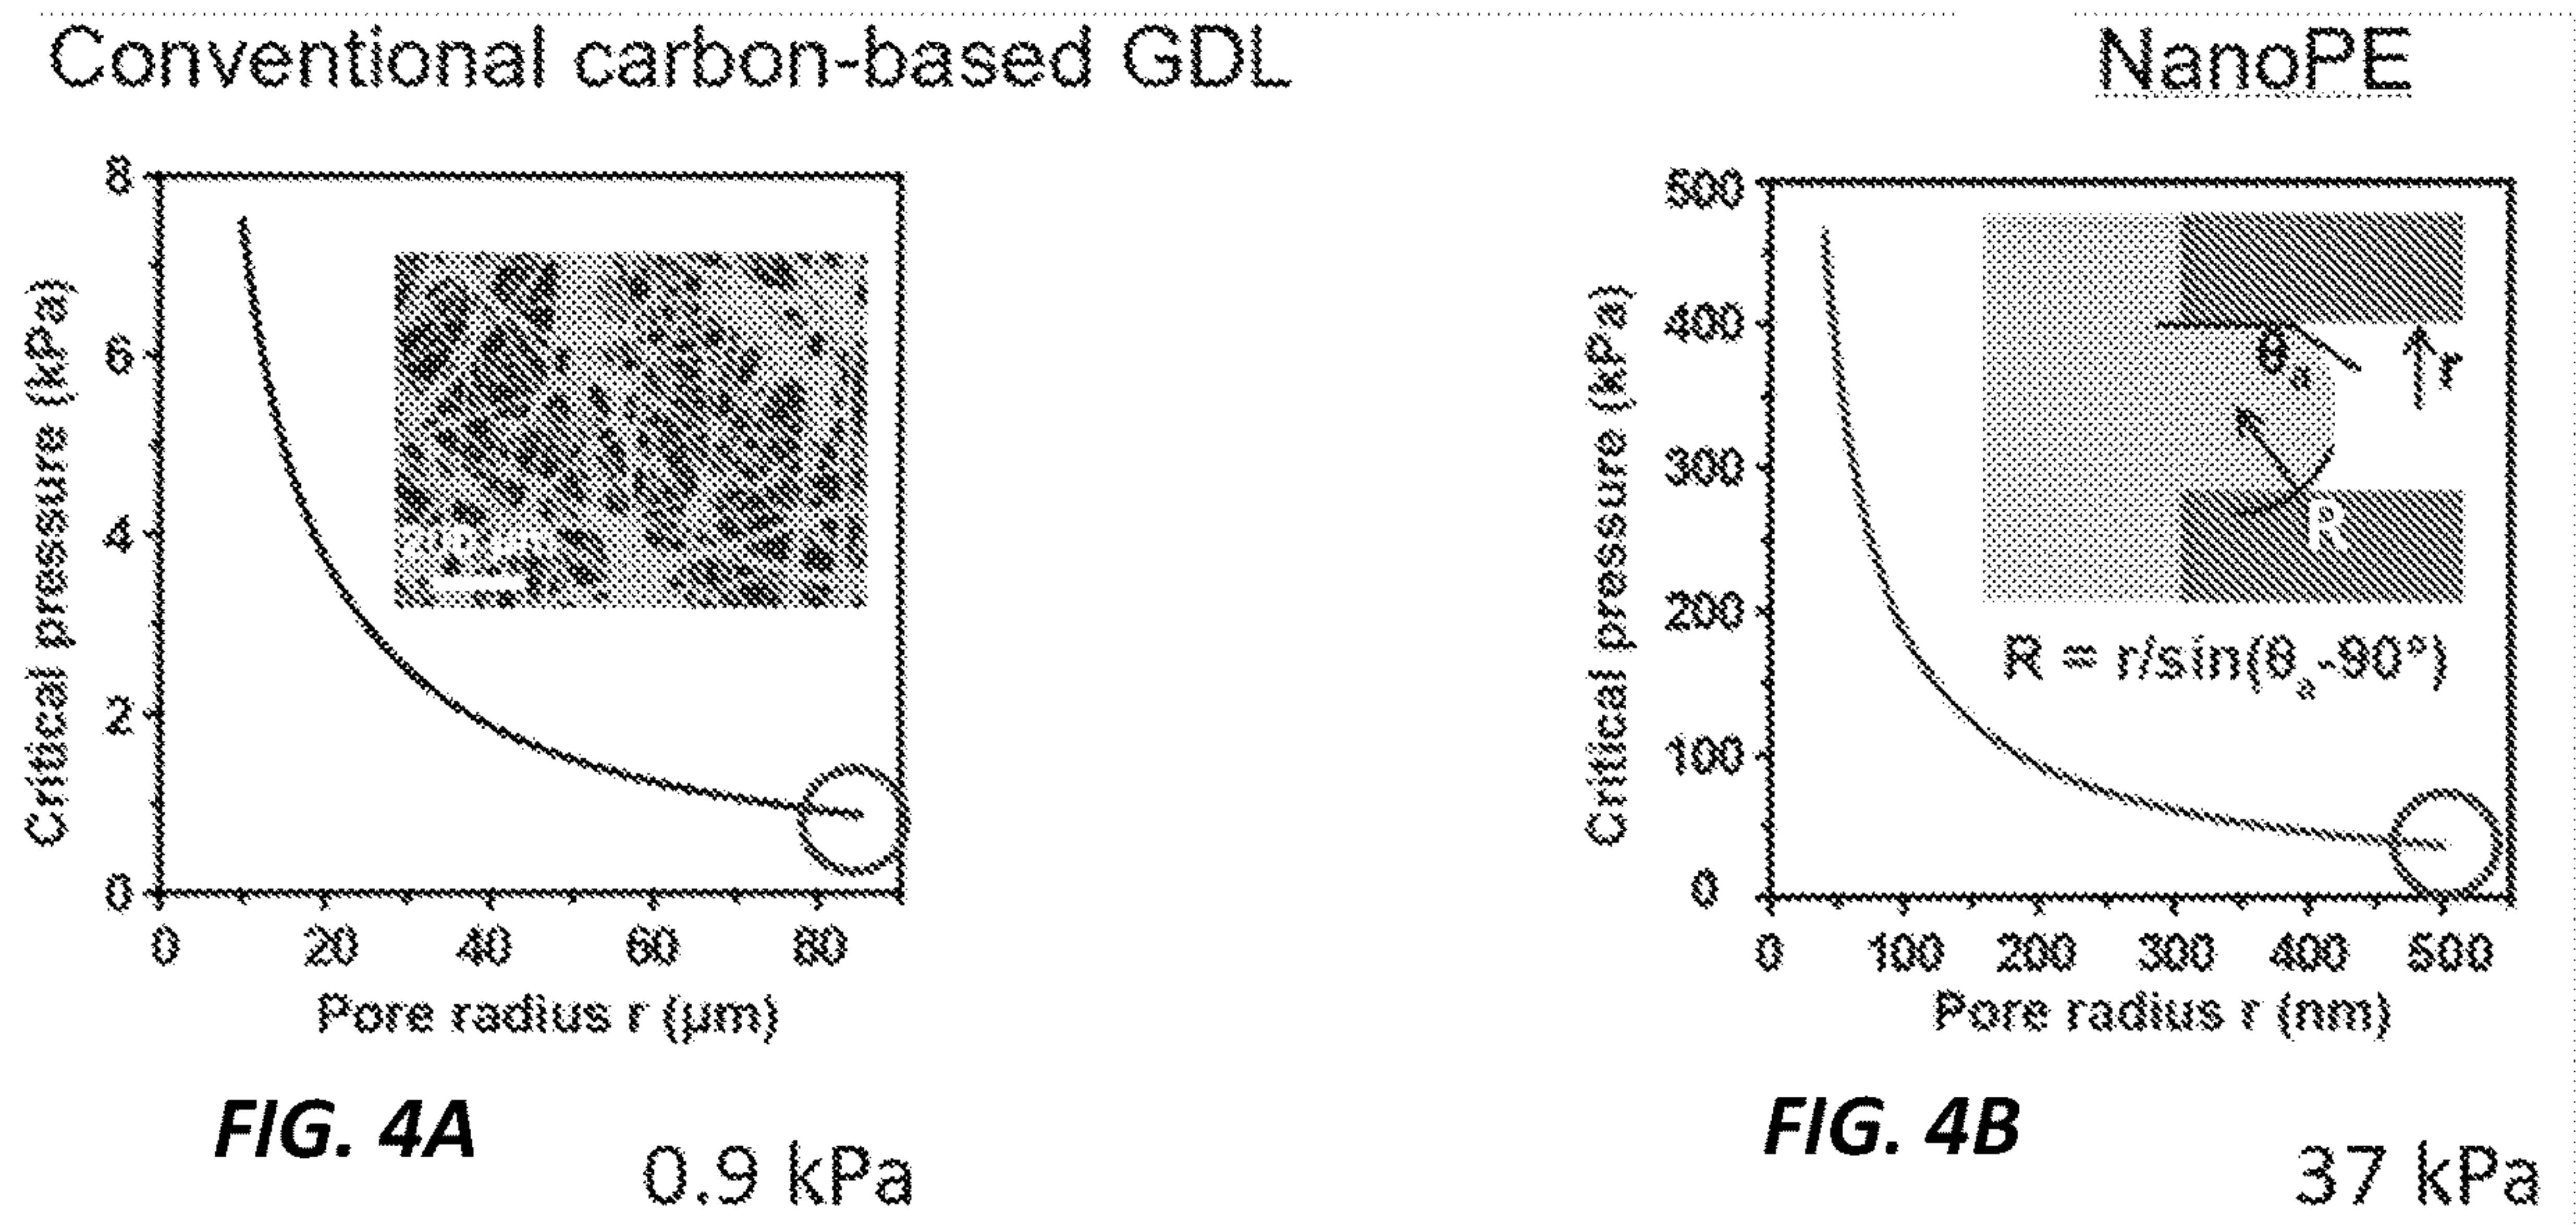 Conventional carbon-based GDL
NanoPE
Critical pressure (kPa)
8
6
4
2
0
0 20 40 60 80
Pore radius r (μm)
200 μm
FIG. 4A
0.9 kPa
Critical pressure (kPa)
500
400
300
200
100
0
θa
r
R
R = r/sin(θa-90°)
0 100 200 300 400 500
Pore radius r (nm)
FIG. 4B
37 kPa